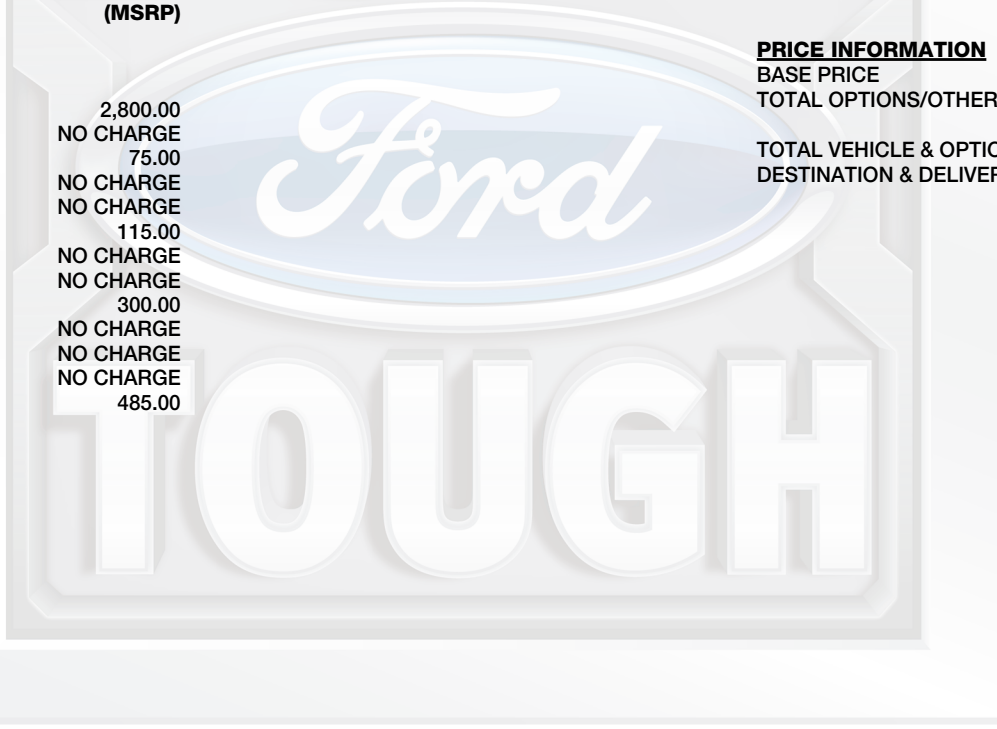 (MSRP)
2,800.00
NO CHARGE
75.00
NO CHARGE
NO CHARGE
115.00
NO CHARGE
NO CHARGE
300.00
NO CHARGE
NO CHARGE
NO CHARGE
485.00
PRICE INFORMATION
BASE PRICE
TOTAL OPTIONS/OTHER
TOTAL VEHICLE & OPTIO
DESTINATION & DELIVER
Ford
TOUGH